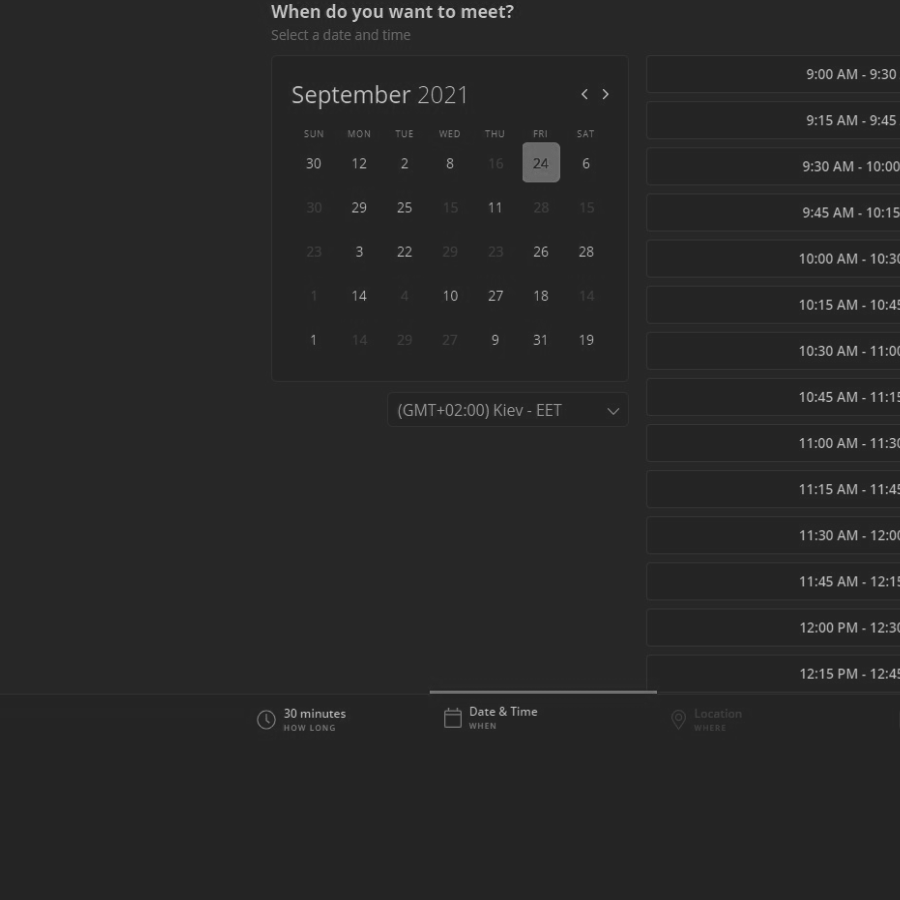 When do you want to meet?
Select a date and time
September 2021
SUN MON TUE WED THU FRI SAT
30 12 2 8 16 24 6
30 29 25 15 11 28 15
23 3 22 29 23 26 28
1 14 4 10 27 18 14
1 14 29 27 9 31 19
(GMT+02:00) Kiev - EET
9:00 AM - 9:30
9:15 AM - 9:45
9:30 AM - 10:00
9:45 AM - 10:15
10:00 AM - 10:30
10:15 AM - 10:45
10:30 AM - 11:00
10:45 AM - 11:15
11:00 AM - 11:30
11:15 AM - 11:45
11:30 AM - 12:00
11:45 AM - 12:15
12:00 PM - 12:30
12:15 PM - 12:45
30 minutes
HOW LONG
Date & Time
WHEN
Location
WHERE